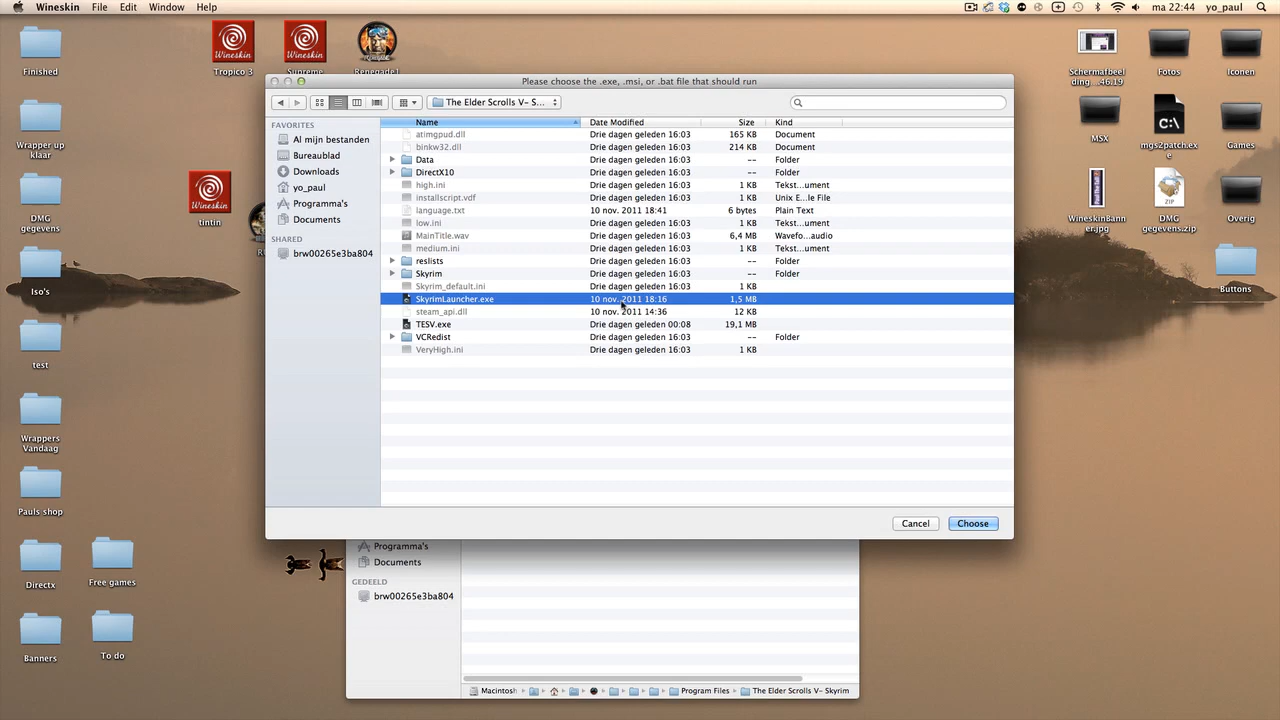 Wineskin File Edit Window Help
ma 22:44 yo_paul
Finished
Tropico 3
Supreme
Renegade1
Schermafbeelding ....46.19
Fotos
Iconen
Wrapper up klaar
MSX
C:\
mgs2patch.exe
Games
DMG gegevens
Wineskin
tintin
WineskinBanner.jpg
ZIP
DMG gegevens.zip
Overig
Iso's
Buttons
test
Wrappers Vandaag
Pauls shop
Directx
Free games
Banners
To do
Please choose the .exe, .msi, or .bat file that should run
The Elder Scrolls V- S...
FAVORITES
Al mijn bestanden
Bureaublad
Downloads
yo_paul
Programma's
Documents
SHARED
brw00265e3ba804
Name Date Modified Size Kind
atimgpud.dll Drie dagen geleden 16:03 165 KB Document
binkw32.dll Drie dagen geleden 16:03 214 KB Document
Data Drie dagen geleden 16:03 -- Folder
DirectX10 Drie dagen geleden 16:03 -- Folder
high.ini Drie dagen geleden 16:03 1 KB Tekst...ument
installscript.vdf Drie dagen geleden 16:03 1 KB Unix E...le File
language.txt 10 nov. 2011 18:41 6 bytes Plain Text
low.ini Drie dagen geleden 16:03 1 KB Tekst...ument
MainTitle.wav Drie dagen geleden 16:03 6,4 MB Wavefo...audio
medium.ini Drie dagen geleden 16:03 1 KB Tekst...ument
reslists Drie dagen geleden 16:03 -- Folder
Skyrim Drie dagen geleden 16:03 -- Folder
Skyrim_default.ini Drie dagen geleden 16:03 1 KB
SkyrimLauncher.exe 10 nov. 2011 18:16 1,5 MB
steam_api.dll 10 nov. 2011 14:36 12 KB
TESV.exe Drie dagen geleden 00:08 19,1 MB
VCRedist Drie dagen geleden 16:03 -- Folder
VeryHigh.ini Drie dagen geleden 16:03 1 KB
Cancel Choose
Programma's
Documents
GEDEELD
brw00265e3ba804
Program Files The Elder Scrolls V- Skyrim